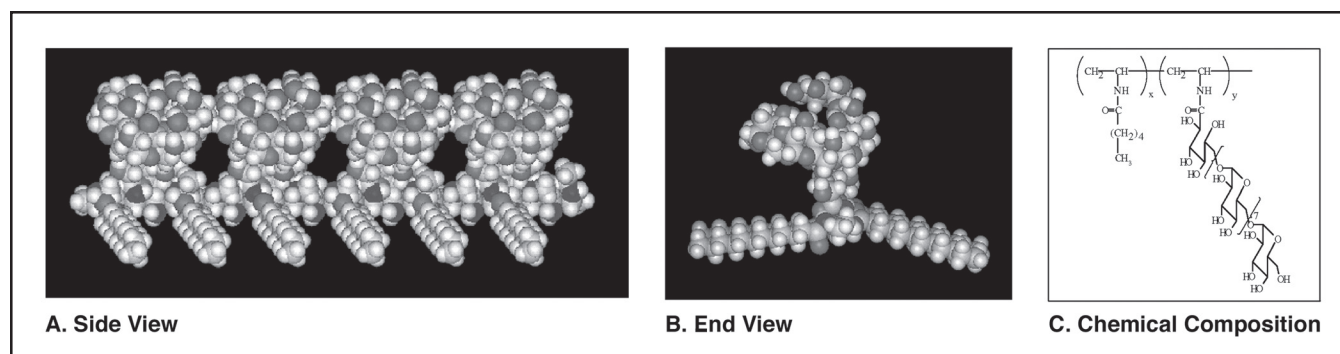 A. Side View
B. End View
C. Chemical Composition
CH2 CH x CH2 CH y
NH NH
O=C O=C
(CH2)4 HO OH
CH3 HO HO O
HO O
HO HO 7 O
HO O
HO HO OH